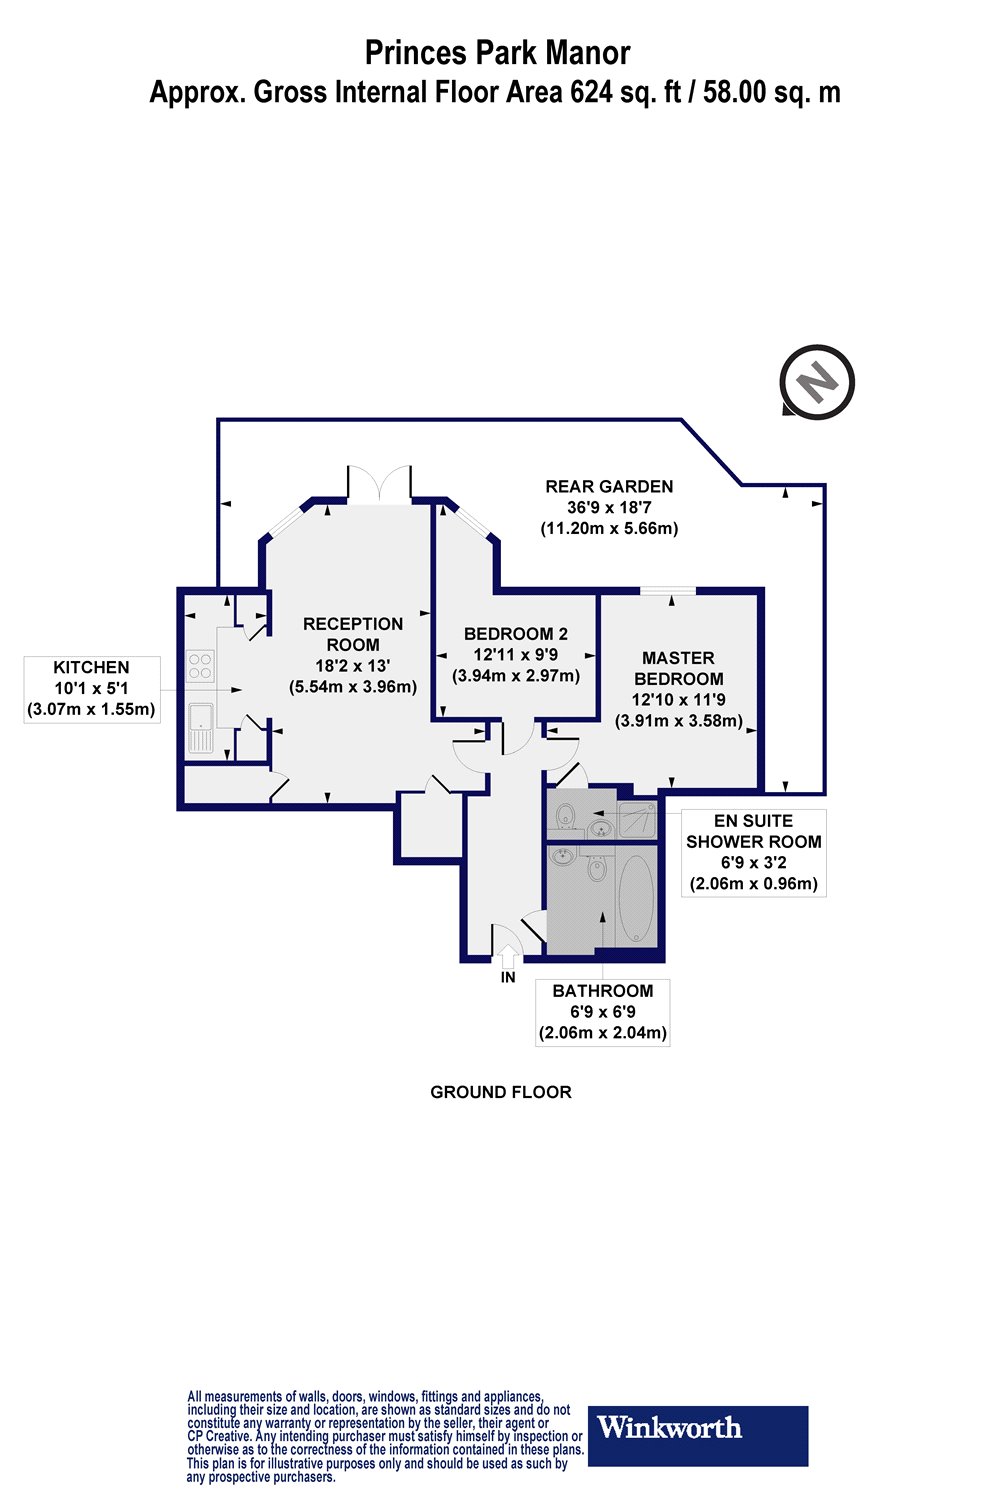 Princes Park Manor
Approx. Gross Internal Floor Area 624 sq. ft / 58.00 sq. m
N
REAR GARDEN
36'9 x 18'7
(11.20m x 5.66m)
RECEPTION
ROOM
18'2 x 13'
(5.54m x 3.96m)
BEDROOM 2
12'11 x 9'9
(3.94m x 2.97m)
MASTER
BEDROOM
12'10 x 11'9
(3.91m x 3.58m)
KITCHEN
10'1 x 5'1
(3.07m x 1.55m)
EN SUITE
SHOWER ROOM
6'9 x 3'2
(2.06m x 0.96m)
IN
BATHROOM
6'9 x 6'9
(2.06m x 2.04m)
GROUND FLOOR
All measurements of walls, doors, windows, fittings and appliances,
including their size and location, are shown as standard sizes and do not
constitute any warranty or representation by the seller, their agent or
CP Creative. Any intending purchaser must satisfy himself by inspection or
otherwise as to the correctness of the information contained in these plans.
This plan is for illustrative purposes only and should be used as such by
any prospective purchasers.
Winkworth